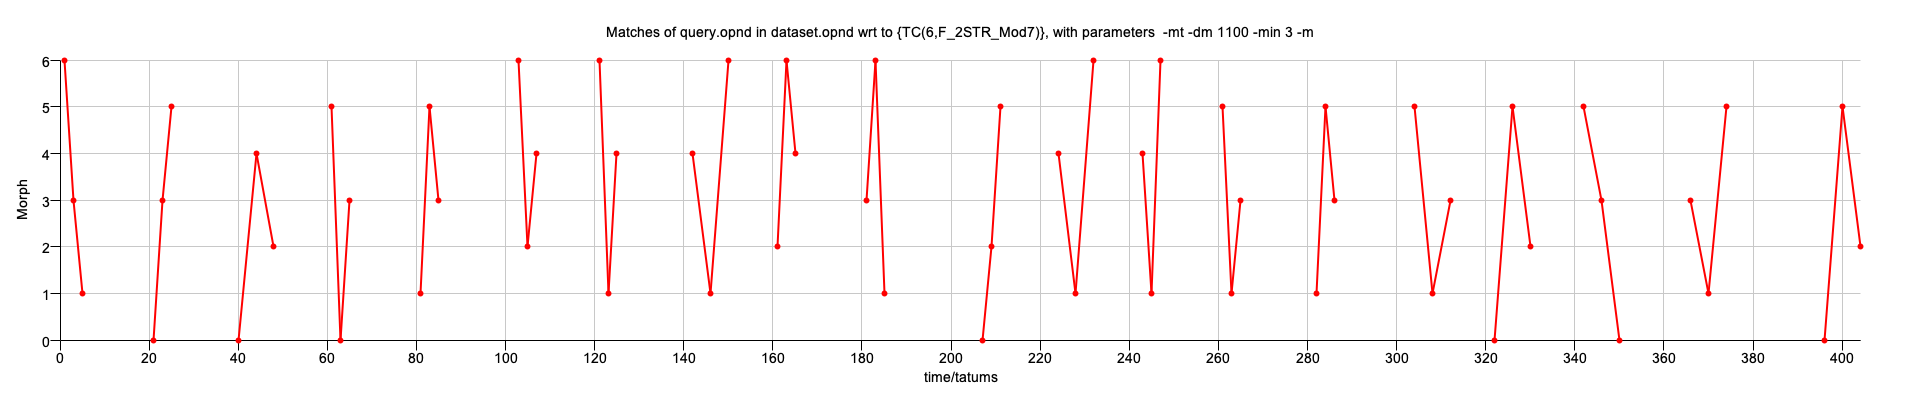 Matches of query.opnd in dataset.opnd wrt to {TC(6,F_2STR_Mod7)}, with parameters  -mt -dm 1100 -min 3 -m
6
5
4
3
2
1
0
Morph
0 20 40 60 80 100 120 140 160 180 200 220 240 260 280 300 320 340 360 380 400
time/tatums